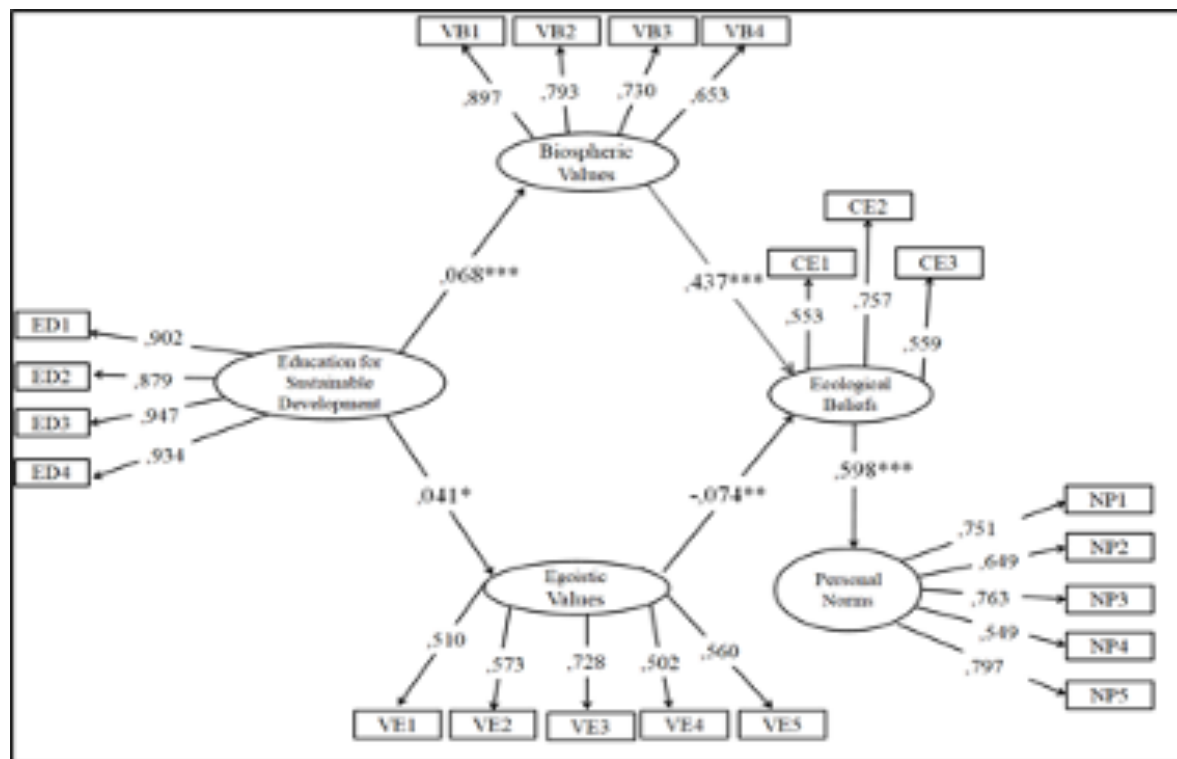 VB1 VB2 VB3 VB4
,897 ,793 ,730 ,653
Biospheric
Values
CE2
CE1 CE3
,068***
,437***
,757
,553
,559
ED1
ED2
ED3
ED4
,902
,879
,947
,934
Education for
Sustainable
Development
Ecological
Beliefs
,041*
-,074**
,598***
Egoistic
Values
Personal
Norms
,751
,649
,763
,549
,797
NP1
NP2
NP3
NP4
NP5
,510 ,573 ,728 ,502 ,560
VE1 VE2 VE3 VE4 VE5